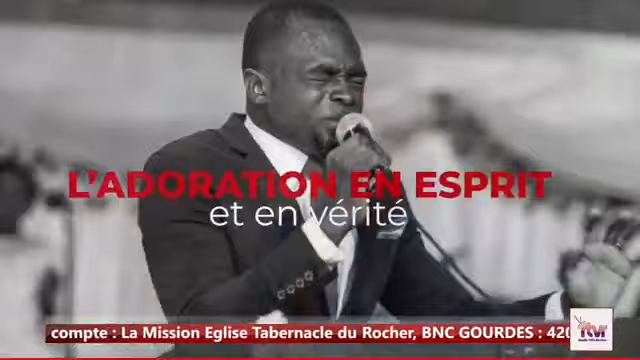 L'ADORATION EN ESPRIT
et en vérité
compte : La Mission Eglise Tabernacle du Rocher, BNC GOURDES : 420